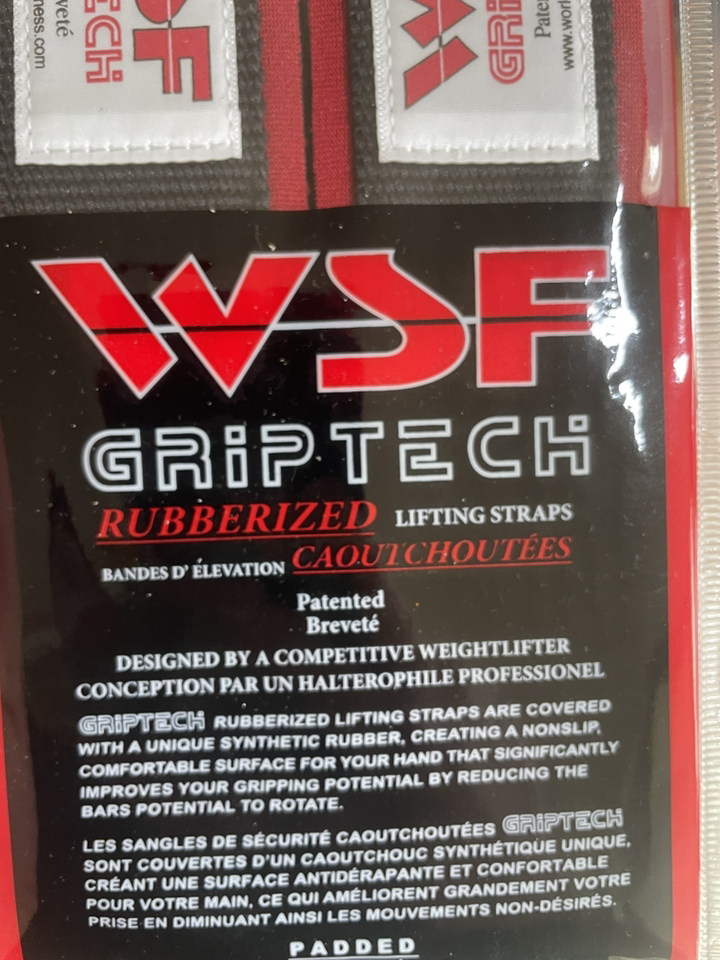 WSF
GRiPTECH
RUBBERIZED LIFTING STRAPS
BANDES D' ÉLEVATION CAOUTCHOUTÉES
Patented
Breveté
DESIGNED BY A COMPETITIVE WEIGHTLIFTER
CONCEPTION PAR UN HALTEROPHILE PROFESSIONEL
GRiPTECH RUBBERIZED LIFTING STRAPS ARE COVERED
WITH A UNIQUE SYNTHETIC RUBBER, CREATING A NONSLIP,
COMFORTABLE SURFACE FOR YOUR HAND THAT SIGNIFICANTLY
IMPROVES YOUR GRIPPING POTENTIAL BY REDUCING THE
BARS POTENTIAL TO ROTATE.
LES SANGLES DE SÉCURITÉ CAOUTCHOUTÉES GRiPTECH
SONT COUVERTES D'UN CAOUTCHOUC SYNTHÉTIQUE UNIQUE,
CRÉANT UNE SURFACE ANTIDÉRAPANTE ET CONFORTABLE
POUR VOTRE MAIN, CE QUI AMÉLIORENT GRANDEMENT VOTRE
PRISE EN DIMINUANT AINSI LES MOUVEMENTS NON-DÉSIRÉS.
PADDED